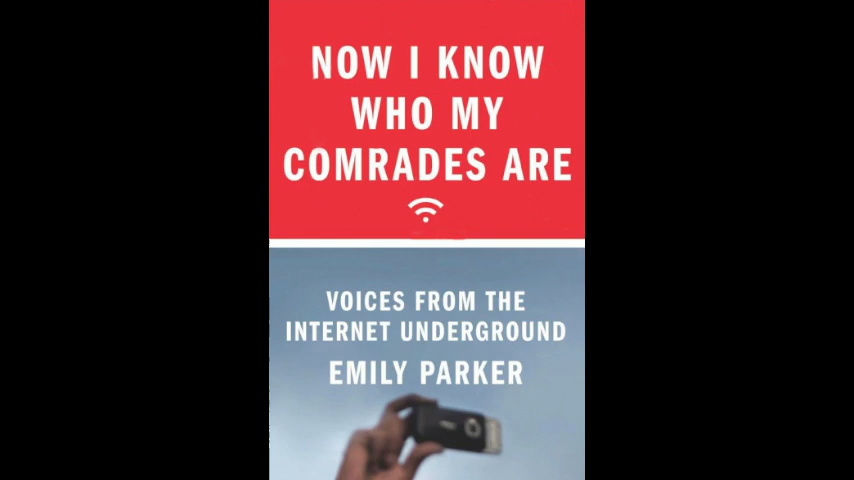 NOW I KNOW
WHO MY
COMRADES ARE
VOICES FROM THE
INTERNET UNDERGROUND
EMILY PARKER